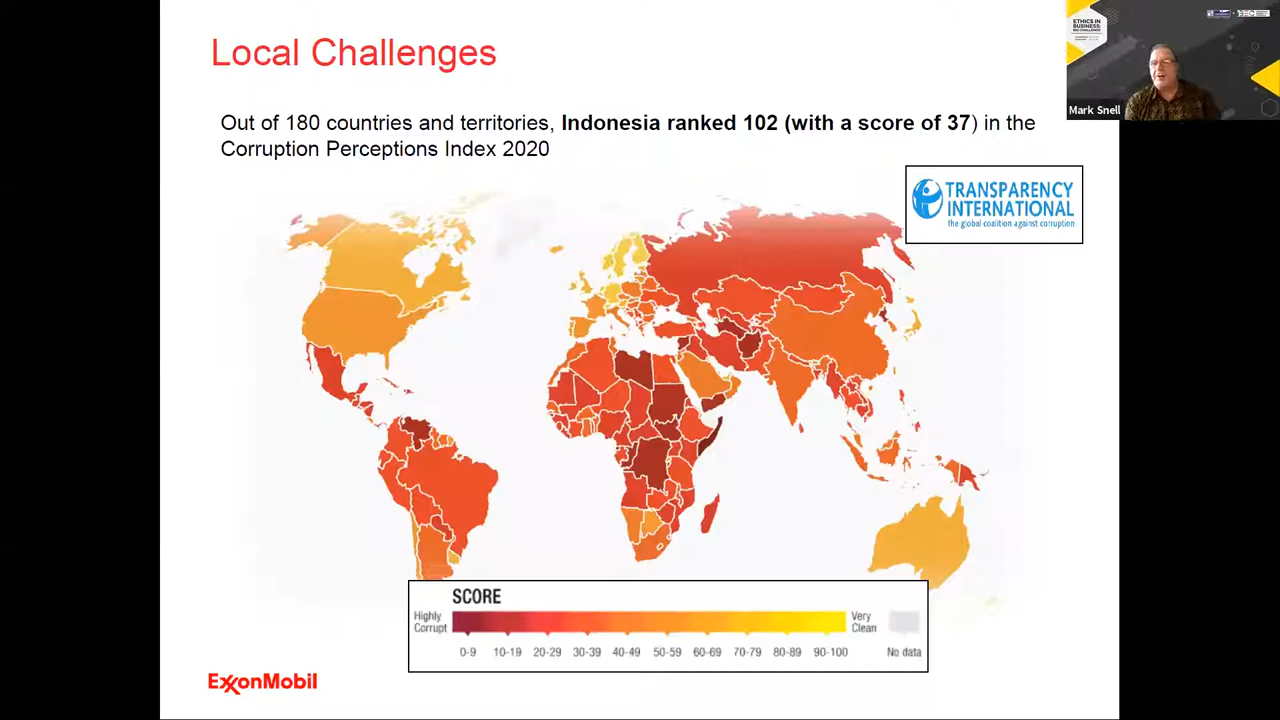 Local Challenges
ETHICS IN
BUSINESS:
Mark Snell
Out of 180 countries and territories, Indonesia ranked 102 (with a score of 37) in the
Corruption Perceptions Index 2020
TRANSPARENCY
INTERNATIONAL
the global coalition against corruption
SCORE
Highly
Corrupt
Very
Clean
0-9 10-19 20-29 30-39 40-49 50-59 60-69 70-79 80-89 90-100 No data
ExxonMobil